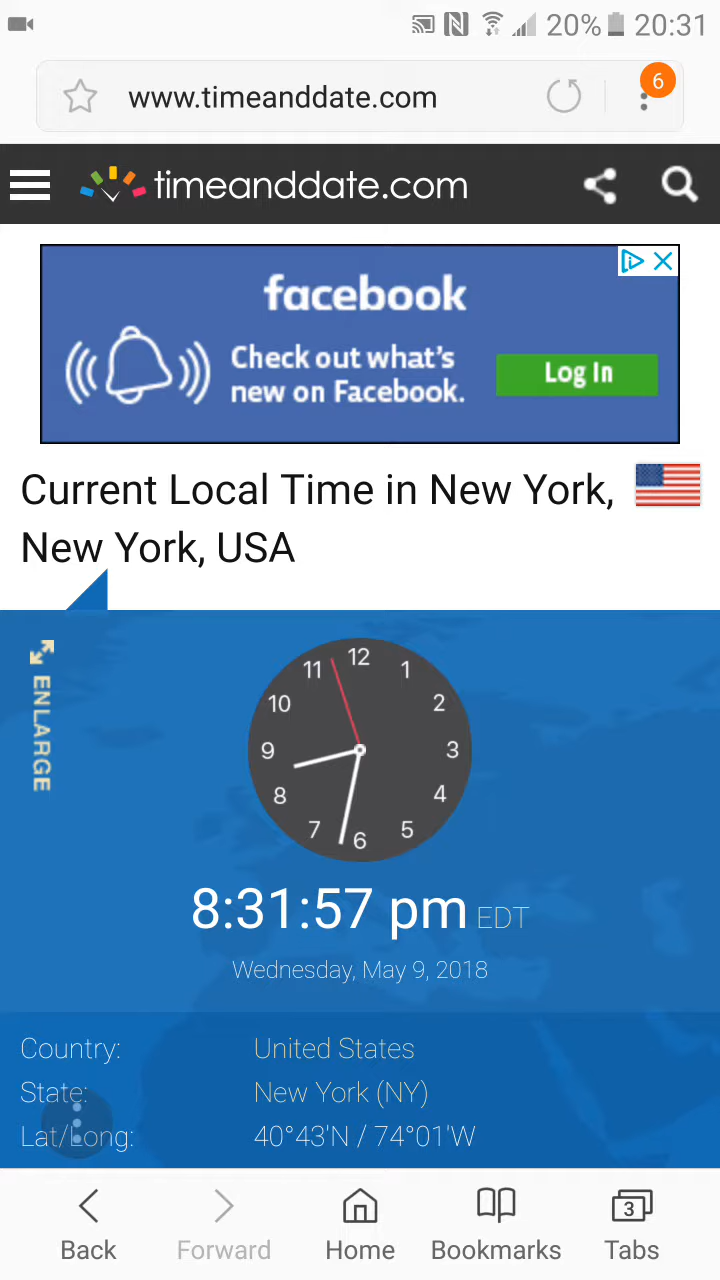 20% 20:31
www.timeanddate.com
6
timeanddate.com
facebook
Check out what's
new on Facebook.
Log In
Current Local Time in New York,
New York, USA
ENLARGE
12
11
1
10
2
9
3
8
4
7
5
6
8:31:57 pm EDT
Wednesday, May 9, 2018
Country: United States
State: New York (NY)
Lat/Long: 40°43'N / 74°01'W
3
Back Forward Home Bookmarks Tabs